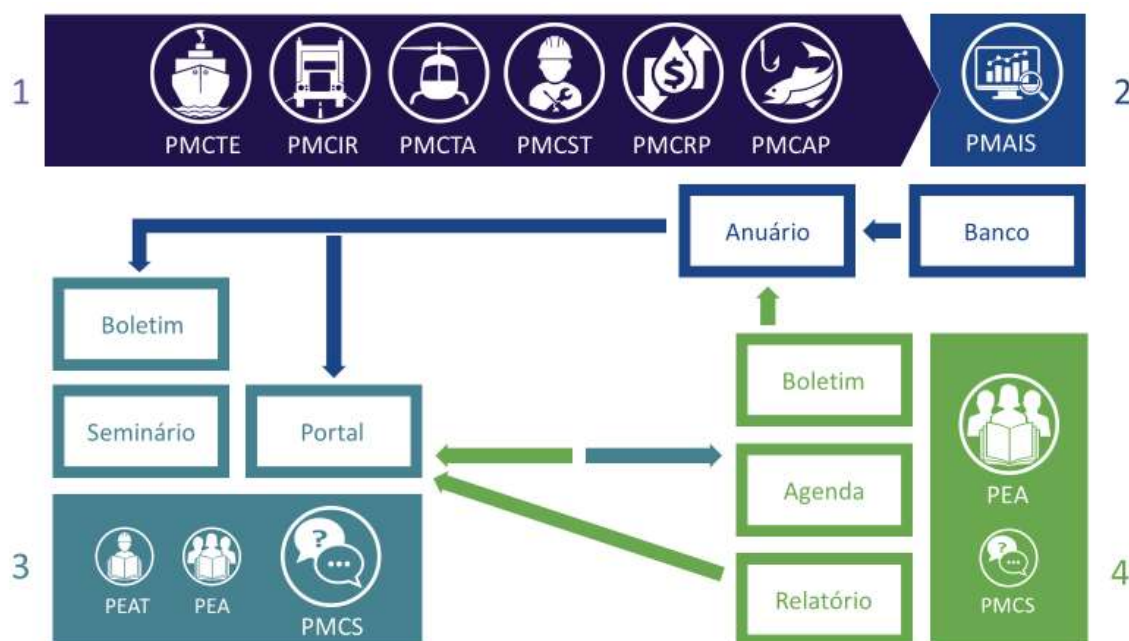 1
PMCTE PMCIR PMCTA PMCST PMCRP PMCAP
PMAIS
2
Anuário
Banco
Boletim
Seminário
Portal
Boletim
Agenda
Relatório
3
?
...
PEAT PEA PMCS
PEA
?
...
PMCS
4
$